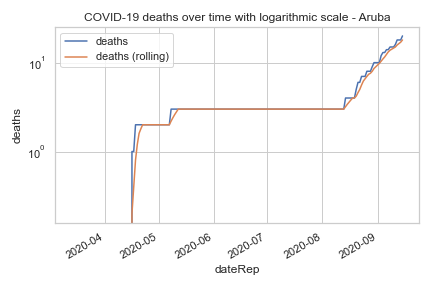 COVID-19 deaths over time with logarithmic scale - Aruba
deaths
deaths (rolling)
10¹
10⁰
deaths
2020-04
2020-05
2020-06
2020-07
2020-08
2020-09
dateRep